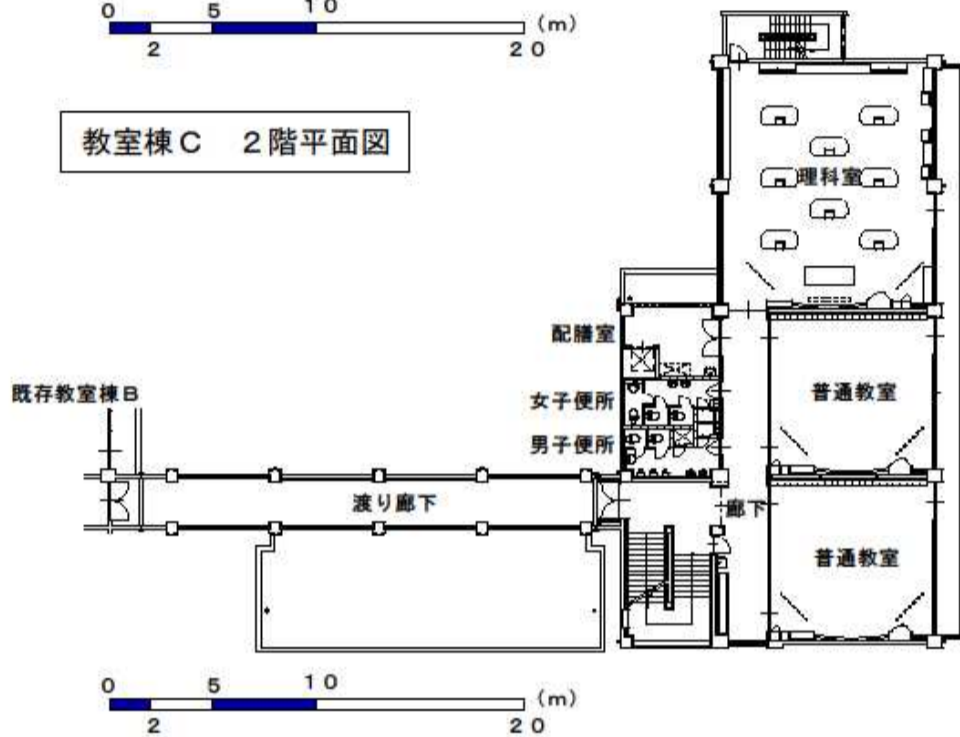 0 5 10 (m)
2 20
教室棟C 2階平面図
理科室
配膳室
既存教室棟B
女子便所
普通教室
男子便所
渡り廊下
廊下
普通教室
0 5 10 (m)
2 20